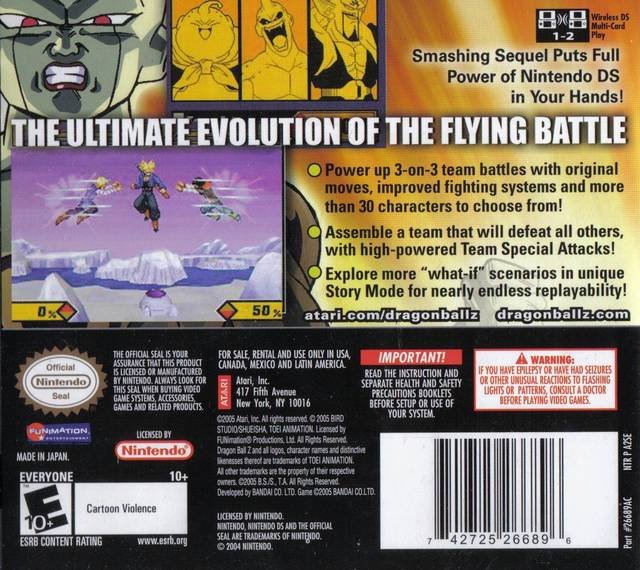 Wireless DS
Multi-Card
Play
1-2
Smashing Sequel Puts Full
Power of Nintendo DS
in Your Hands!
THE ULTIMATE EVOLUTION OF THE FLYING BATTLE
Power up 3-on-3 team battles with original
moves, improved fighting systems and more
than 30 characters to choose from!
Assemble a team that will defeat all others,
with high-powered Team Special Attacks!
Explore more “what-if” scenarios in unique
Story Mode for nearly endless replayability!
0%
50%
atari.com/dragonballz dragonballz.com
Official
Nintendo
Seal
THE OFFICIAL SEAL IS YOUR
ASSURANCE THAT THIS PRODUCT
IS LICENSED OR MANUFACTURED
BY NINTENDO. ALWAYS LOOK FOR
THIS SEAL WHEN BUYING VIDEO
GAME SYSTEMS, ACCESSORIES,
GAMES AND RELATED PRODUCTS.
FUNIMATION
ENTERTAINMENT
LICENSED BY
Nintendo
MADE IN JAPAN.
EVERYONE 10+
E
10+
Cartoon Violence
ESRB CONTENT RATING www.esrb.org
FOR SALE, RENTAL AND USE ONLY IN USA,
CANADA, MEXICO AND LATIN AMERICA.
ATARI
Atari, Inc.
417 Fifth Avenue
New York, NY 10016
©2005 Atari, Inc. All rights reserved. © 2005 BIRD
STUDIO/SHUEISHA, TOEI ANIMATION. Licensed by
FUNimation® Productions, Ltd. All Rights Reserved.
Dragon Ball Z and all logos, character names and distinctive
likenesses thereof are trademarks of TOEI ANIMATION.
All other trademarks are the property of their respective
owners. ©2005 B.S./S., T.A. All Rights Reserved.
Developed by BANDAI CO. LTD. Game ©2005 BANDAI CO.LTD.
LICENSED BY NINTENDO.
NINTENDO, NINTENDO DS AND THE OFFICIAL
SEAL ARE TRADEMARKS OF NINTENDO.
© 2004 NINTENDO.
IMPORTANT!
READ THE INSTRUCTION AND
SEPARATE HEALTH AND SAFETY
PRECAUTIONS BOOKLETS
BEFORE SETUP OR USE OF
YOUR SYSTEM.
WARNING:
IF YOU HAVE EPILEPSY OR HAVE HAD SEIZURES
OR OTHER UNUSUAL REACTIONS TO FLASHING
LIGHTS OR PATTERNS, CONSULT A DOCTOR
BEFORE PLAYING VIDEO GAMES.
7 42725 26689 6
NTR P A2SE
Part #26689AC